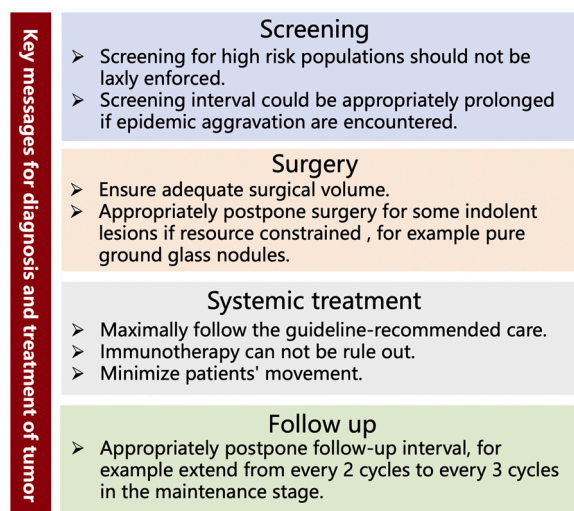 Key messages for diagnosis and treatment of tumor
Screening
➤ Screening for high risk populations should not be
laxly enforced.
➤ Screening interval could be appropriately prolonged
if epidemic aggravation are encountered.
Surgery
➤ Ensure adequate surgical volume.
➤ Appropriately postpone surgery for some indolent
lesions if resource constrained , for example pure
ground glass nodules.
Systemic treatment
➤ Maximally follow the guideline-recommended care.
➤ Immunotherapy can not be rule out.
➤ Minimize patients' movement.
Follow up
➤ Appropriately postpone follow-up interval, for
example extend from every 2 cycles to every 3 cycles
in the maintenance stage.